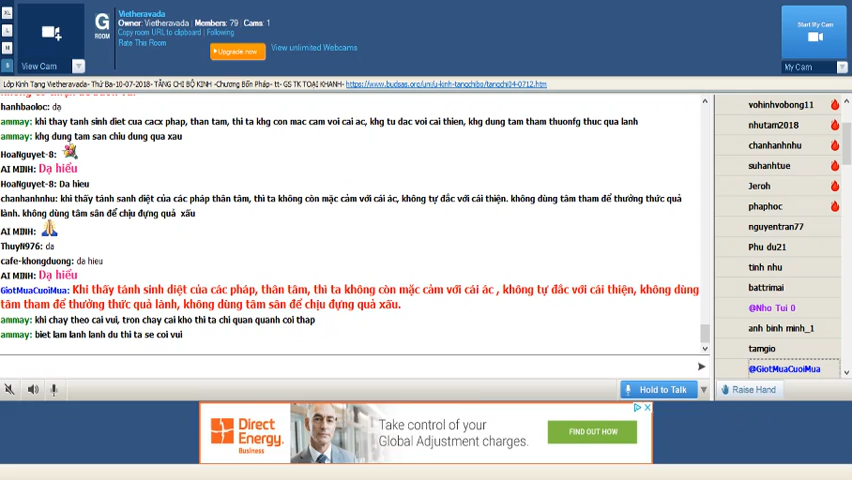 XL
L
M
S
View Cam
G
ROOM
Vietheravada
Owner: Vietheravada | Members: 79 | Cams: 1
Copy room URL to clipboard | Following
Rate This Room
Upgrade now
View unlimited Webcams
Start My Cam
My Cam
Lớp Kinh Tạng Vietheravada- Thứ Ba-10-07-2018- TĂNG CHI BỘ KINH -Chương Bốn Pháp- tt- GS TK TOẠI KHANH-
hanhbaoloc: dạ
ammay: khi thay tanh sinh diet cua cacx phap, than tam, thi ta khg con mac cam voi cai ac, khg tu dac voi cai thien, khg dung tam tham thuonfg thuc qua lanh
ammay: khg dung tam san chiu dung qua xau
HoaNguyet-8:
AI MINH: Dạ hiểu
HoaNguyet-8: Da hieu
chanhanhnhu: khi thấy tánh sanh diệt của các pháp thân tâm, thì ta không còn mặc cảm với cái ác, không tự đắc với cái thiện. không dùng tâm tham để thưởng thức quả
lành. không dùng tâm sân để chịu đựng quả xấu
AI MINH:
ThuyN976: da
cafe-khongduong: da hieu
AI MINH: Dạ hiểu
GiotMuaCuoiMua: Khi thấy tánh sinh diệt của các pháp, thân tâm, thì ta không còn mặc cảm với cái ác , không tự đắc với cái thiện, không dùng
tâm tham để thưởng thức quả lành, không dùng tâm sân để chịu đựng quả xấu.
ammay: khi chay theo cai vui, tron chay cai kho thi ta chi quan quanh coi thap
ammay: biet lam lanh lanh du thi ta se coi vui
vohinhvobong11
nhutam2018
chanhanhnhu
suhanhtue
Jeroh
phaphoc
nguyetran77
Phu du21
tinh nhu
battrimai
@Nho Tui 0
anh binh minh_1
tamgio
@GiotMuaCuoiMua
Hold to Talk
Raise Hand
Direct
Energy
Business
Take control of your
Global Adjustment charges.
FIND OUT HOW